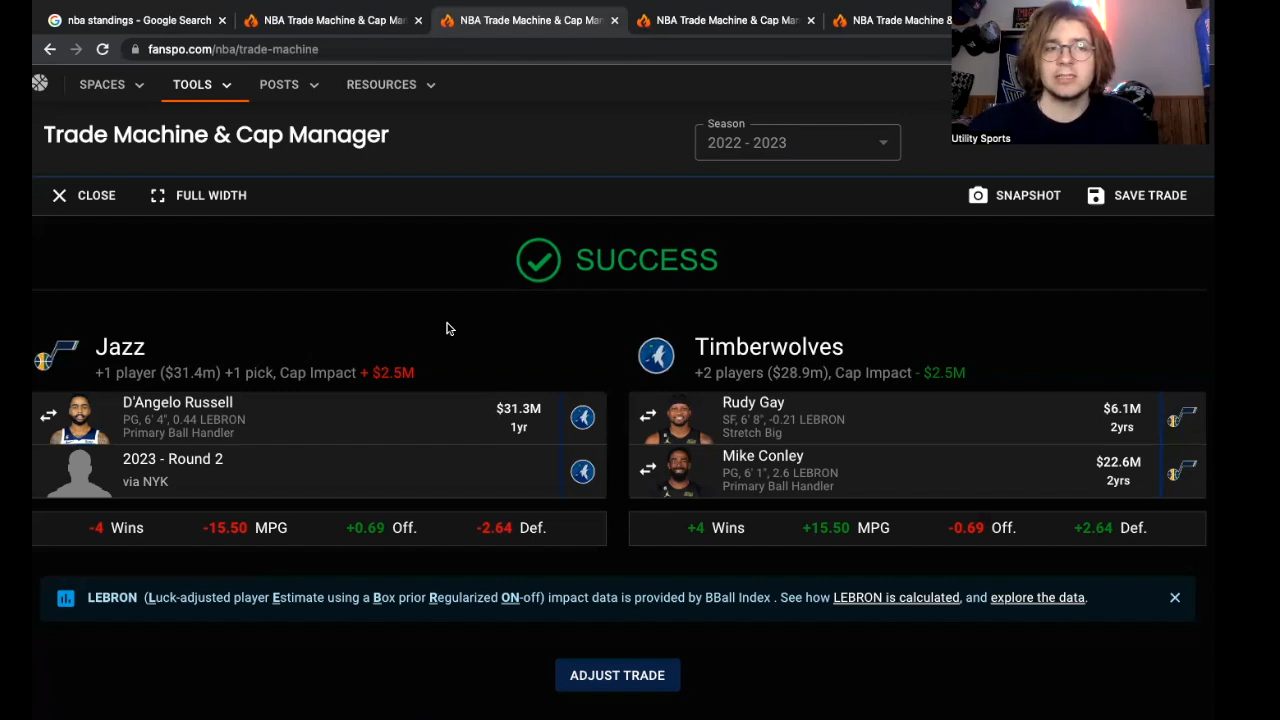 nba standings - Google Search
NBA Trade Machine & Cap Man
NBA Trade Machine & Cap Man
NBA Trade Machine & Cap Man
NBA Trade Machine &
fanspo.com/nba/trade-machine
SPACES
TOOLS
POSTS
RESOURCES
Trade Machine & Cap Manager
Season
2022 - 2023
Utility Sports
CLOSE
FULL WIDTH
SNAPSHOT
SAVE TRADE
SUCCESS
Jazz
+1 player ($31.4m) +1 pick, Cap Impact + $2.5M
D'Angelo Russell
PG, 6' 4", 0.44 LEBRON
Primary Ball Handler
$31.3M
1yr
2023 - Round 2
via NYK
-4 Wins
-15.50 MPG
+0.69 Off.
-2.64 Def.
Timberwolves
+2 players ($28.9m), Cap Impact - $2.5M
Rudy Gay
SF, 6' 8", -0.21 LEBRON
Stretch Big
$6.1M
2yrs
Mike Conley
PG, 6' 1", 2.6 LEBRON
Primary Ball Handler
$22.6M
2yrs
+4 Wins
+15.50 MPG
-0.69 Off.
+2.64 Def.
LEBRON (Luck-adjusted player Estimate using a Box prior Regularized ON-off) impact data is provided by BBall Index . See how LEBRON is calculated, and explore the data.
ADJUST TRADE